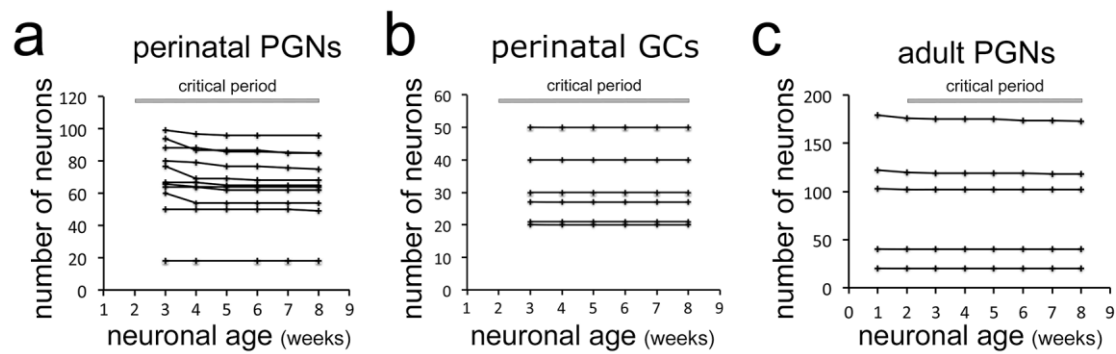 a perinatal PGNs
critical period
number of neurons
120
100
80
60
40
20
0
1 2 3 4 5 6 7 8 9
neuronal age (weeks)
b perinatal GCs
critical period
number of neurons
60
50
40
30
20
10
0
1 2 3 4 5 6 7 8 9
neuronal age (weeks)
c adult PGNs
critical period
number of neurons
200
150
100
50
0
0 1 2 3 4 5 6 7 8 9
neuronal age (weeks)